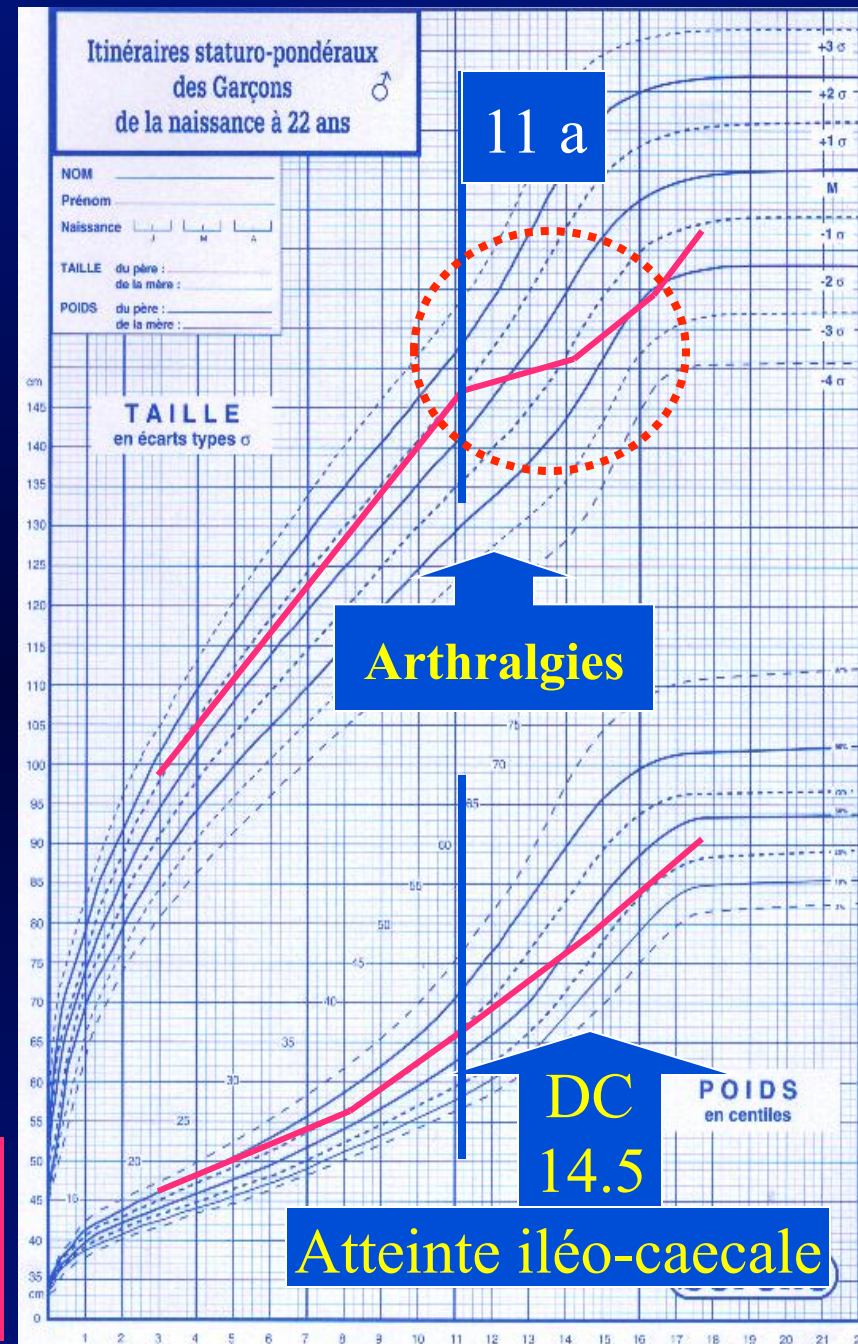 Itinéraires staturo-pondéraux
des Garçons ♂
de la naissance à 22 ans
NOM
Prénom
Naissance
J M A
TAILLE du père :
de la mère :
POIDS du père :
de la mère :
11 a
+3 σ
+2 σ
+1 σ
M
-1 σ
-2 σ
-3 σ
-4 σ
TAILLE
en écarts types σ
cm
145
140
135
130
125
120
115
110
105
100
95
90
85
80
75
70
65
60
55
50
45
40
35
cm
0
Arthralgies
75
70
65
60
55
50
45
40
35
30
25
20
10
DC
14.5
POIDS
en centiles
Atteinte iléo-caecale
1 2 3 4 5 6 7 8 9 10 11 12 13 14 15 16 17 18 19 20 21